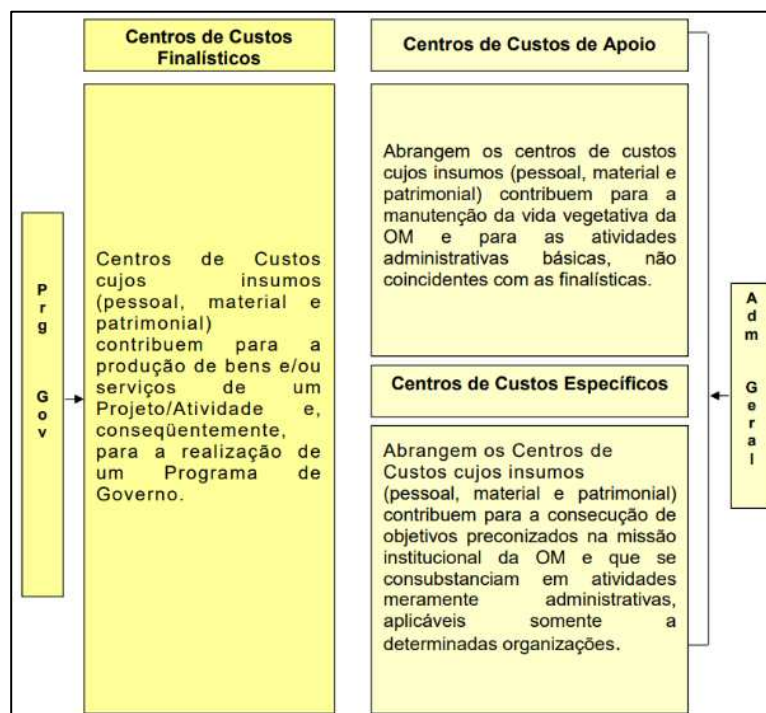 Centros de Custos
Finalísticos
Centros de Custos de Apoio
Prg Gov
Centros de Custos
cujos insumos
(pessoal, material e
patrimonial)
contribuem para a
produção de bens e/ou
serviços de um
Projeto/Atividade e,
conseqüentemente,
para a realização de
um Programa de
Governo.
Abrangem os centros de custos
cujos insumos (pessoal, material e
patrimonial) contribuem para a
manutenção da vida vegetativa da
OM e para as atividades
administrativas básicas, não
coincidentes com as finalísticas.
Centros de Custos Específicos
Abrangem os Centros de
Custos cujos insumos
(pessoal, material e patrimonial)
contribuem para a consecução de
objetivos preconizados na missão
institucional da OM e que se
consubstanciam em atividades
meramente administrativas,
aplicáveis somente a
determinadas organizações.
Adm Geral